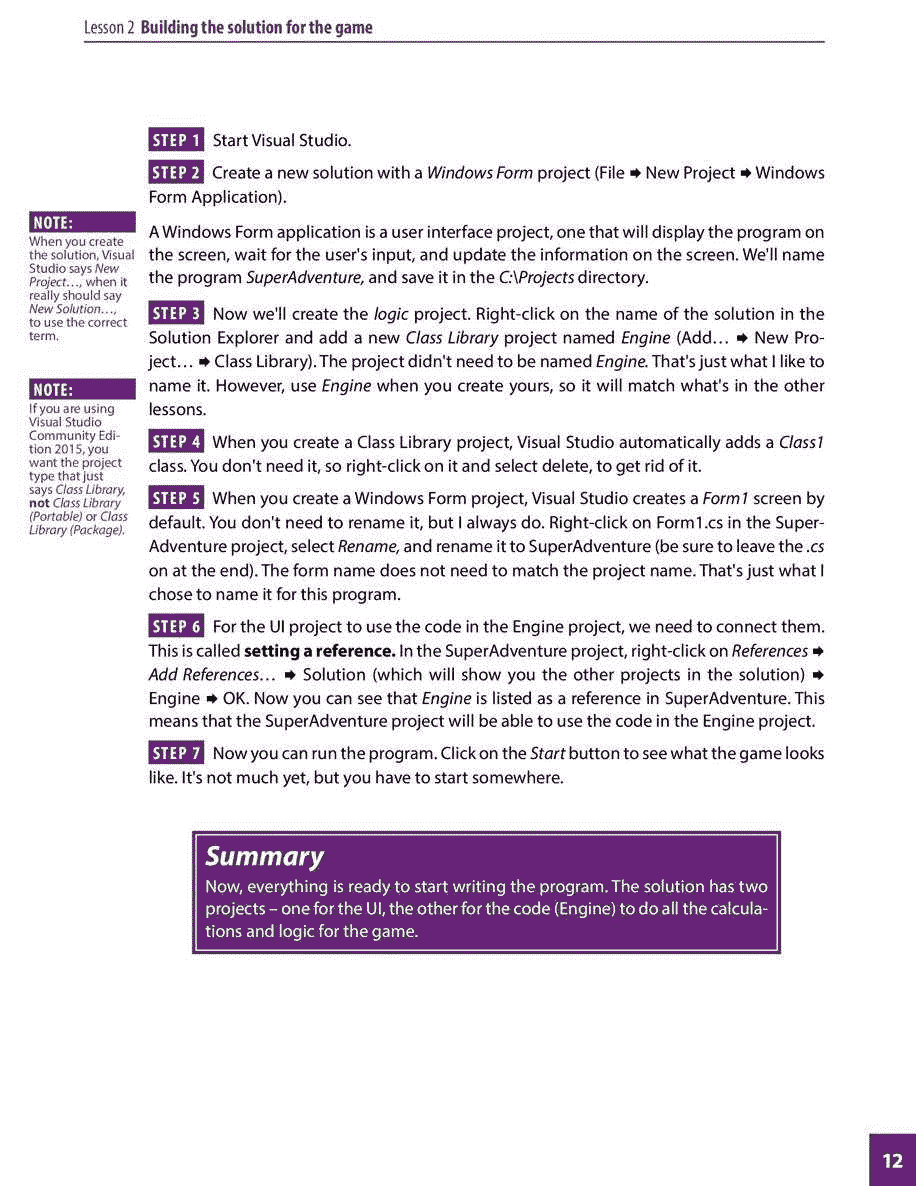 Lesson 2 Building the solution for the game
STEP 1 Start Visual Studio.
STEP 2 Create a new solution with a Windows Form project (File ➡ New Project ➡ Windows
Form Application).
NOTE:
When you create
the solution, Visual
Studio says New
Project…, when it
really should say
New Solution…,
to use the correct
term.
A Windows Form application is a user interface project, one that will display the program on
the screen, wait for the user's input, and update the information on the screen. We'll name
the program SuperAdventure, and save it in the C:\Projects directory.
STEP 3 Now we'll create the logic project. Right-click on the name of the solution in the
Solution Explorer and add a new Class Library project named Engine (Add… ➡ New Pro-
ject… ➡ Class Library). The project didn't need to be named Engine. That's just what I like to
name it. However, use Engine when you create yours, so it will match what's in the other
lessons.
NOTE:
If you are using
Visual Studio
Community Edi-
tion 2015, you
want the project
type that just
says Class Library,
not Class Library
(Portable) or Class
Library (Package).
STEP 4 When you create a Class Library project, Visual Studio automatically adds a Class1
class. You don't need it, so right-click on it and select delete, to get rid of it.
STEP 5 When you create a Windows Form project, Visual Studio creates a Form1 screen by
default. You don't need to rename it, but I always do. Right-click on Form1.cs in the Super-
Adventure project, select Rename, and rename it to SuperAdventure (be sure to leave the .cs
on at the end). The form name does not need to match the project name. That's just what I
chose to name it for this program.
STEP 6 For the UI project to use the code in the Engine project, we need to connect them.
This is called setting a reference. In the SuperAdventure project, right-click on References ➡
Add References… ➡ Solution (which will show you the other projects in the solution) ➡
Engine ➡ OK. Now you can see that Engine is listed as a reference in SuperAdventure. This
means that the SuperAdventure project will be able to use the code in the Engine project.
STEP 7 Now you can run the program. Click on the Start button to see what the game looks
like. It's not much yet, but you have to start somewhere.
Summary
Now, everything is ready to start writing the program. The solution has two
projects – one for the UI, the other for the code (Engine) to do all the calcula-
tions and logic for the game.
12